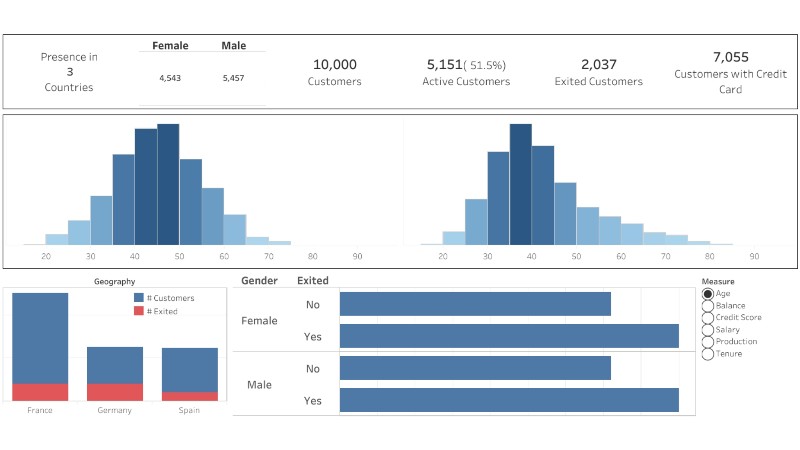 Presence in
3
Countries
Female Male
4,543 5,457
10,000
Customers
5,151( 51.5%)
Active Customers
2,037
Exited Customers
7,055
Customers with Credit
Card
20 30 40 50 60 70 80 90
20 30 40 50 60 70 80 90
Geography
# Customers
# Exited
France Germany Spain
Gender Exited
Female
No
Yes
Male
No
Yes
Measure
Age
Balance
Credit Score
Salary
Production
Tenure